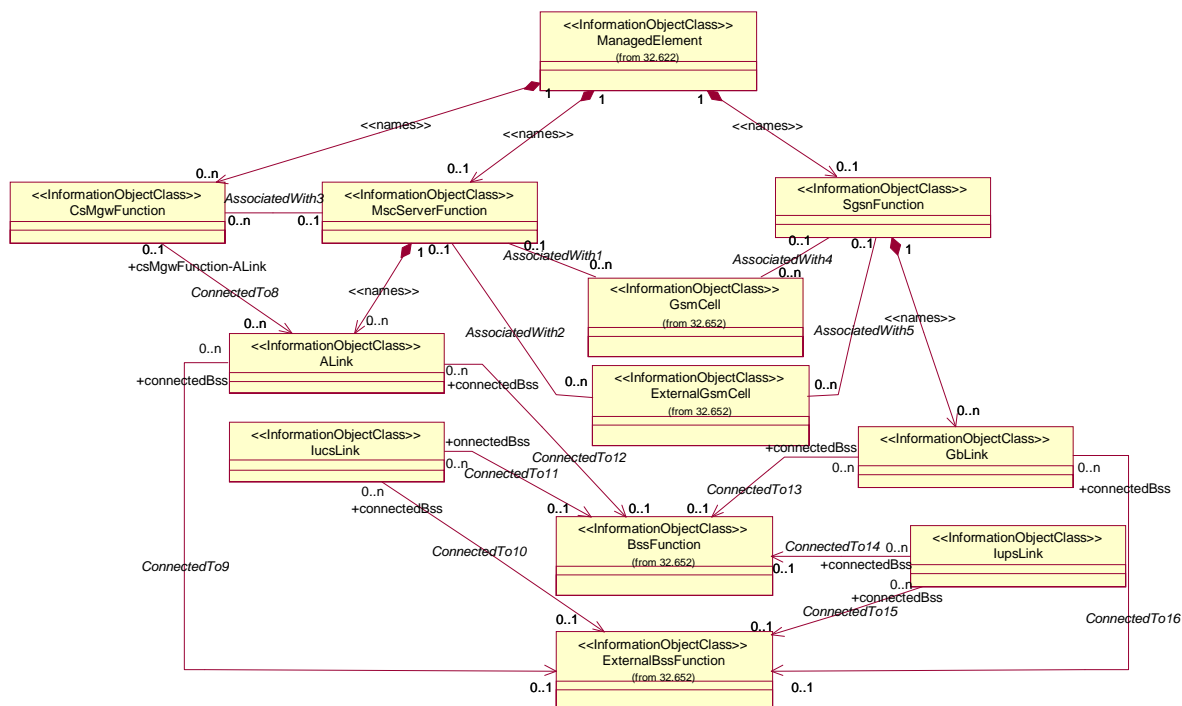 <<InformationObjectClass>>
ManagedElement
(from 32.622)
1
1
1
<<names>>
<<names>>
<<names>>
0..n
0..1
0..1
<<InformationObjectClass>>
CsMgwFunction
AssociatedWith3
0..n
0..1
<<InformationObjectClass>>
MscServerFunction
<<InformationObjectClass>>
SgsnFunction
0..1
+csMgwFunction-ALink
ConnectedTo8
0..n
1
<<names>>
0..n
0..1
AssociatedWith2
0..n
0..1
AssociatedWith1
0..n
0..1
AssociatedWith4
0..n
0..1
AssociatedWith5
0..n
1
<<names>>
0..n
<<InformationObjectClass>>
GsmCell
(from 32.652)
<<InformationObjectClass>>
ALink
<<InformationObjectClass>>
ExternalGsmCell
(from 32.652)
0..n
+connectedBss
0..n
+connectedBss
<<InformationObjectClass>>
IucsLink
+onnectedBss
0..n
ConnectedTo11
ConnectedTo12
0..n
+connectedBss
<<InformationObjectClass>>
GbLink
+connectedBss
0..n
ConnectedTo13
0..n
+connectedBss
0..1
0..1
0..1
<<InformationObjectClass>>
BssFunction
(from 32.652)
ConnectedTo14
0..n
0..1
+connectedBss
<<InformationObjectClass>>
IupsLink
0..n
+connectedBss
ConnectedTo9
ConnectedTo10
ConnectedTo15
ConnectedTo16
0..1
0..1
<<InformationObjectClass>>
ExternalBssFunction
(from 32.652)
0..1
0..1